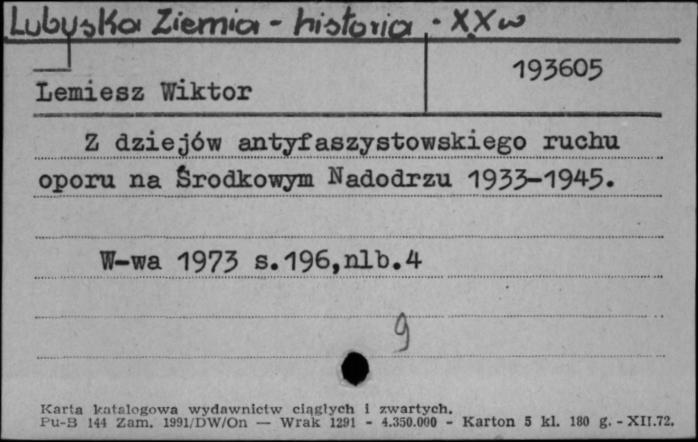 Lubuska Ziemia - historia - XXw
193605
Lemiesz Wiktor
Z dziejów antyfaszystowskiego ruchu
oporu na Środkowym Nadodrzu 1933-1945.
W-wa 1973 s.196,nlb.4
9
Karta katalogowa wydawnictw ciągłych i zwartych.
Pu-B 144 Zam. 1991/DW/On — Wrak 1291 - 4.350.000 - Karton 5 kl. 180 g. - XII.72.